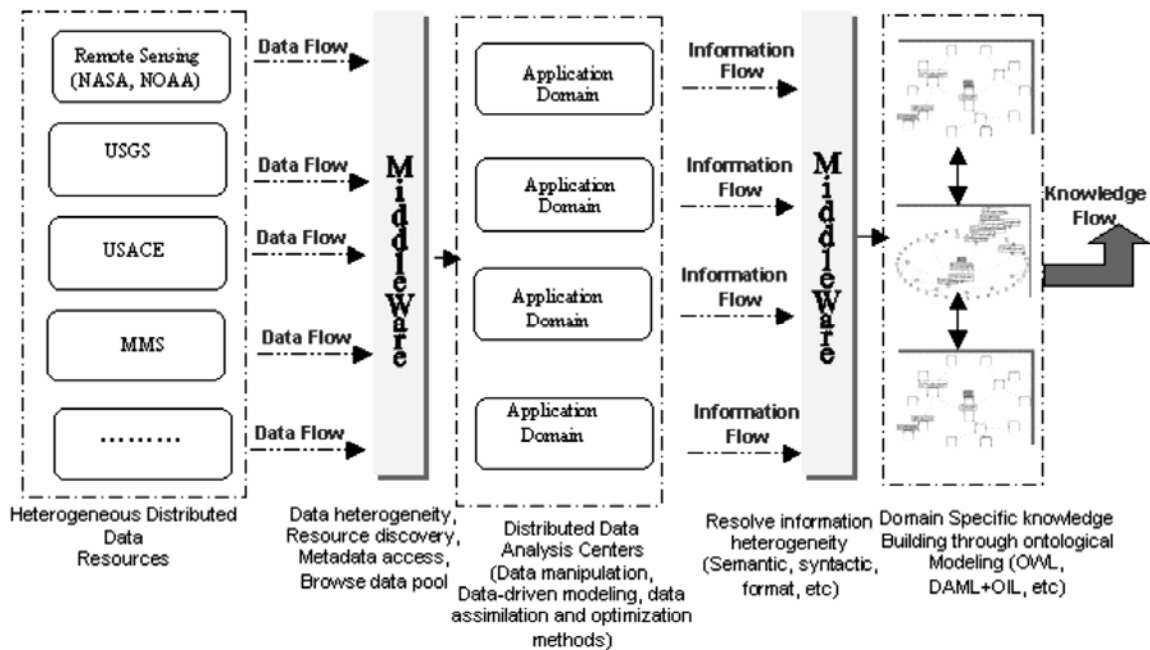 Remote Sensing
(NASA, NOAA)
USGS
USACE
MMS
.........
Heterogeneous Distributed
Data
Resources
Data Flow
Data Flow
Data Flow
Data Flow
Data Flow
MiddleWare
Data heterogeneity,
Resource discovery,
Metadata access,
Browse data pool
Application
Domain
Application
Domain
Application
Domain
Application
Domain
Distributed Data
Analysis Centers
(Data manipulation,
Data-driven modeling, data
assimilation and optimization
methods)
Information
Flow
Information
Flow
Information
Flow
Information
Flow
MiddleWare
Resolve information
heterogeneity
(Semantic, syntactic,
format, etc)
Domain Specific knowledge
Building through ontological
Modeling (OWL,
DAML+OIL, etc)
Knowledge
Flow